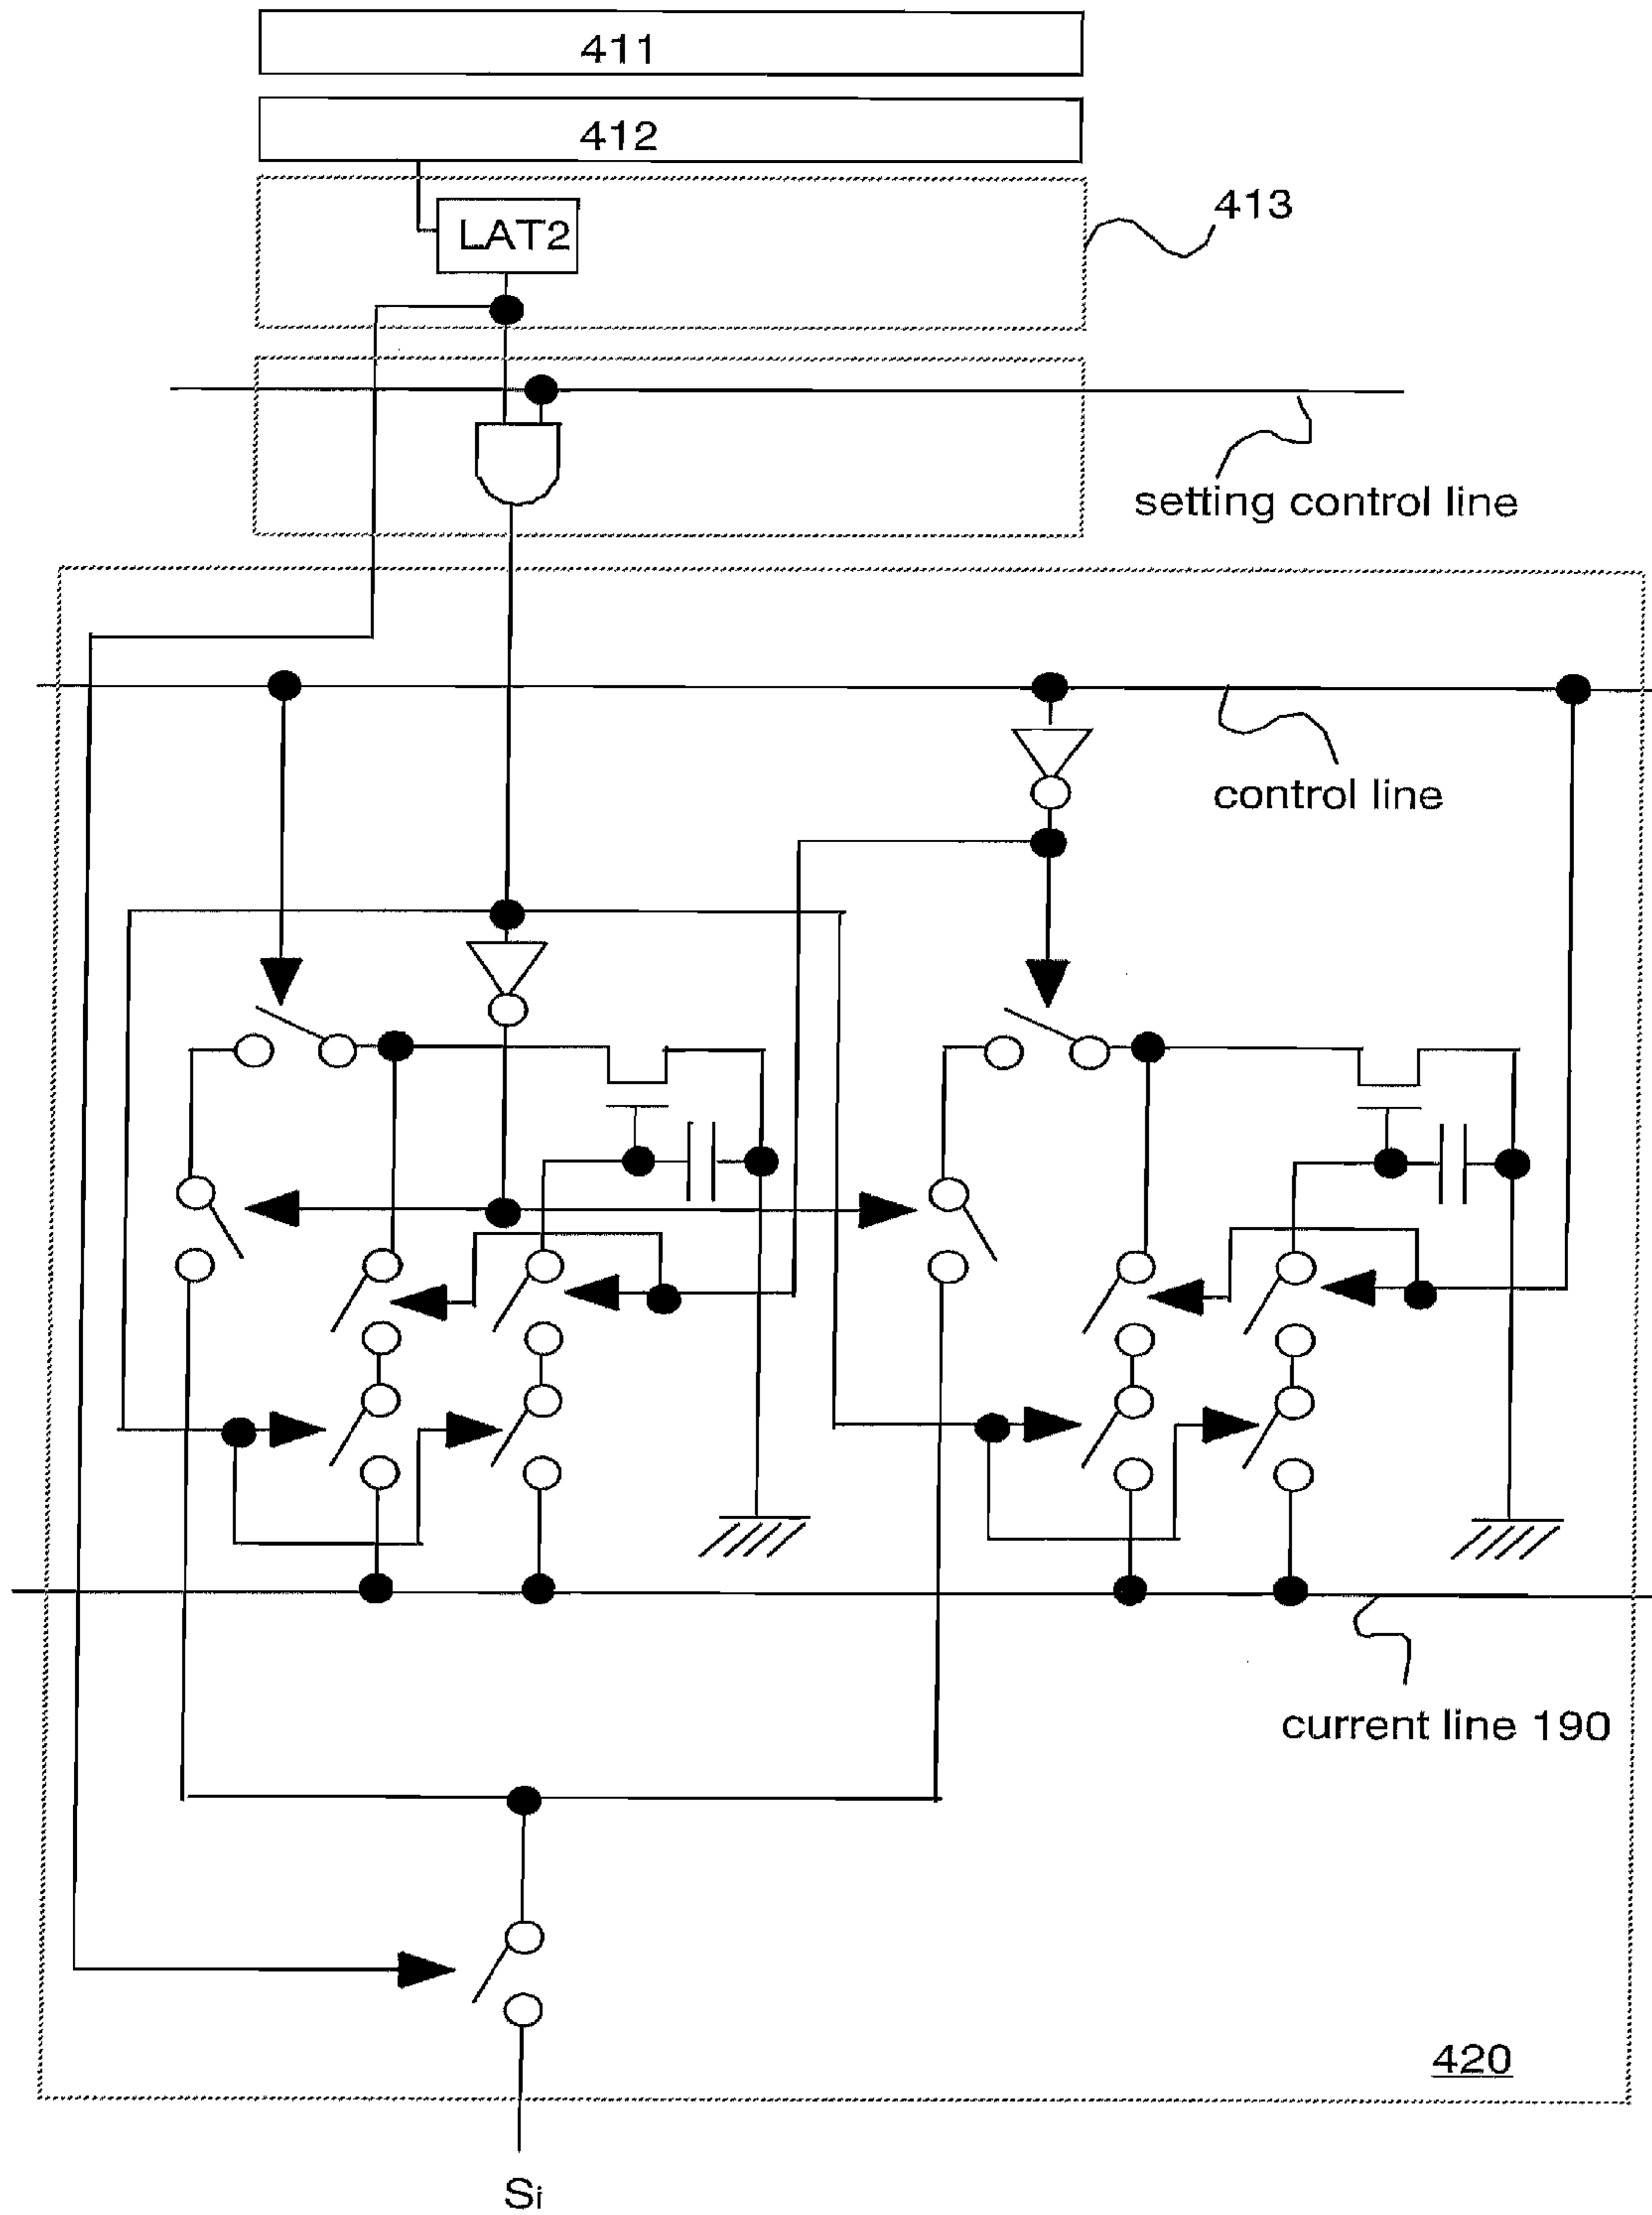 411
412
413
LAT2
setting control line
control line
current line 190
420
Si